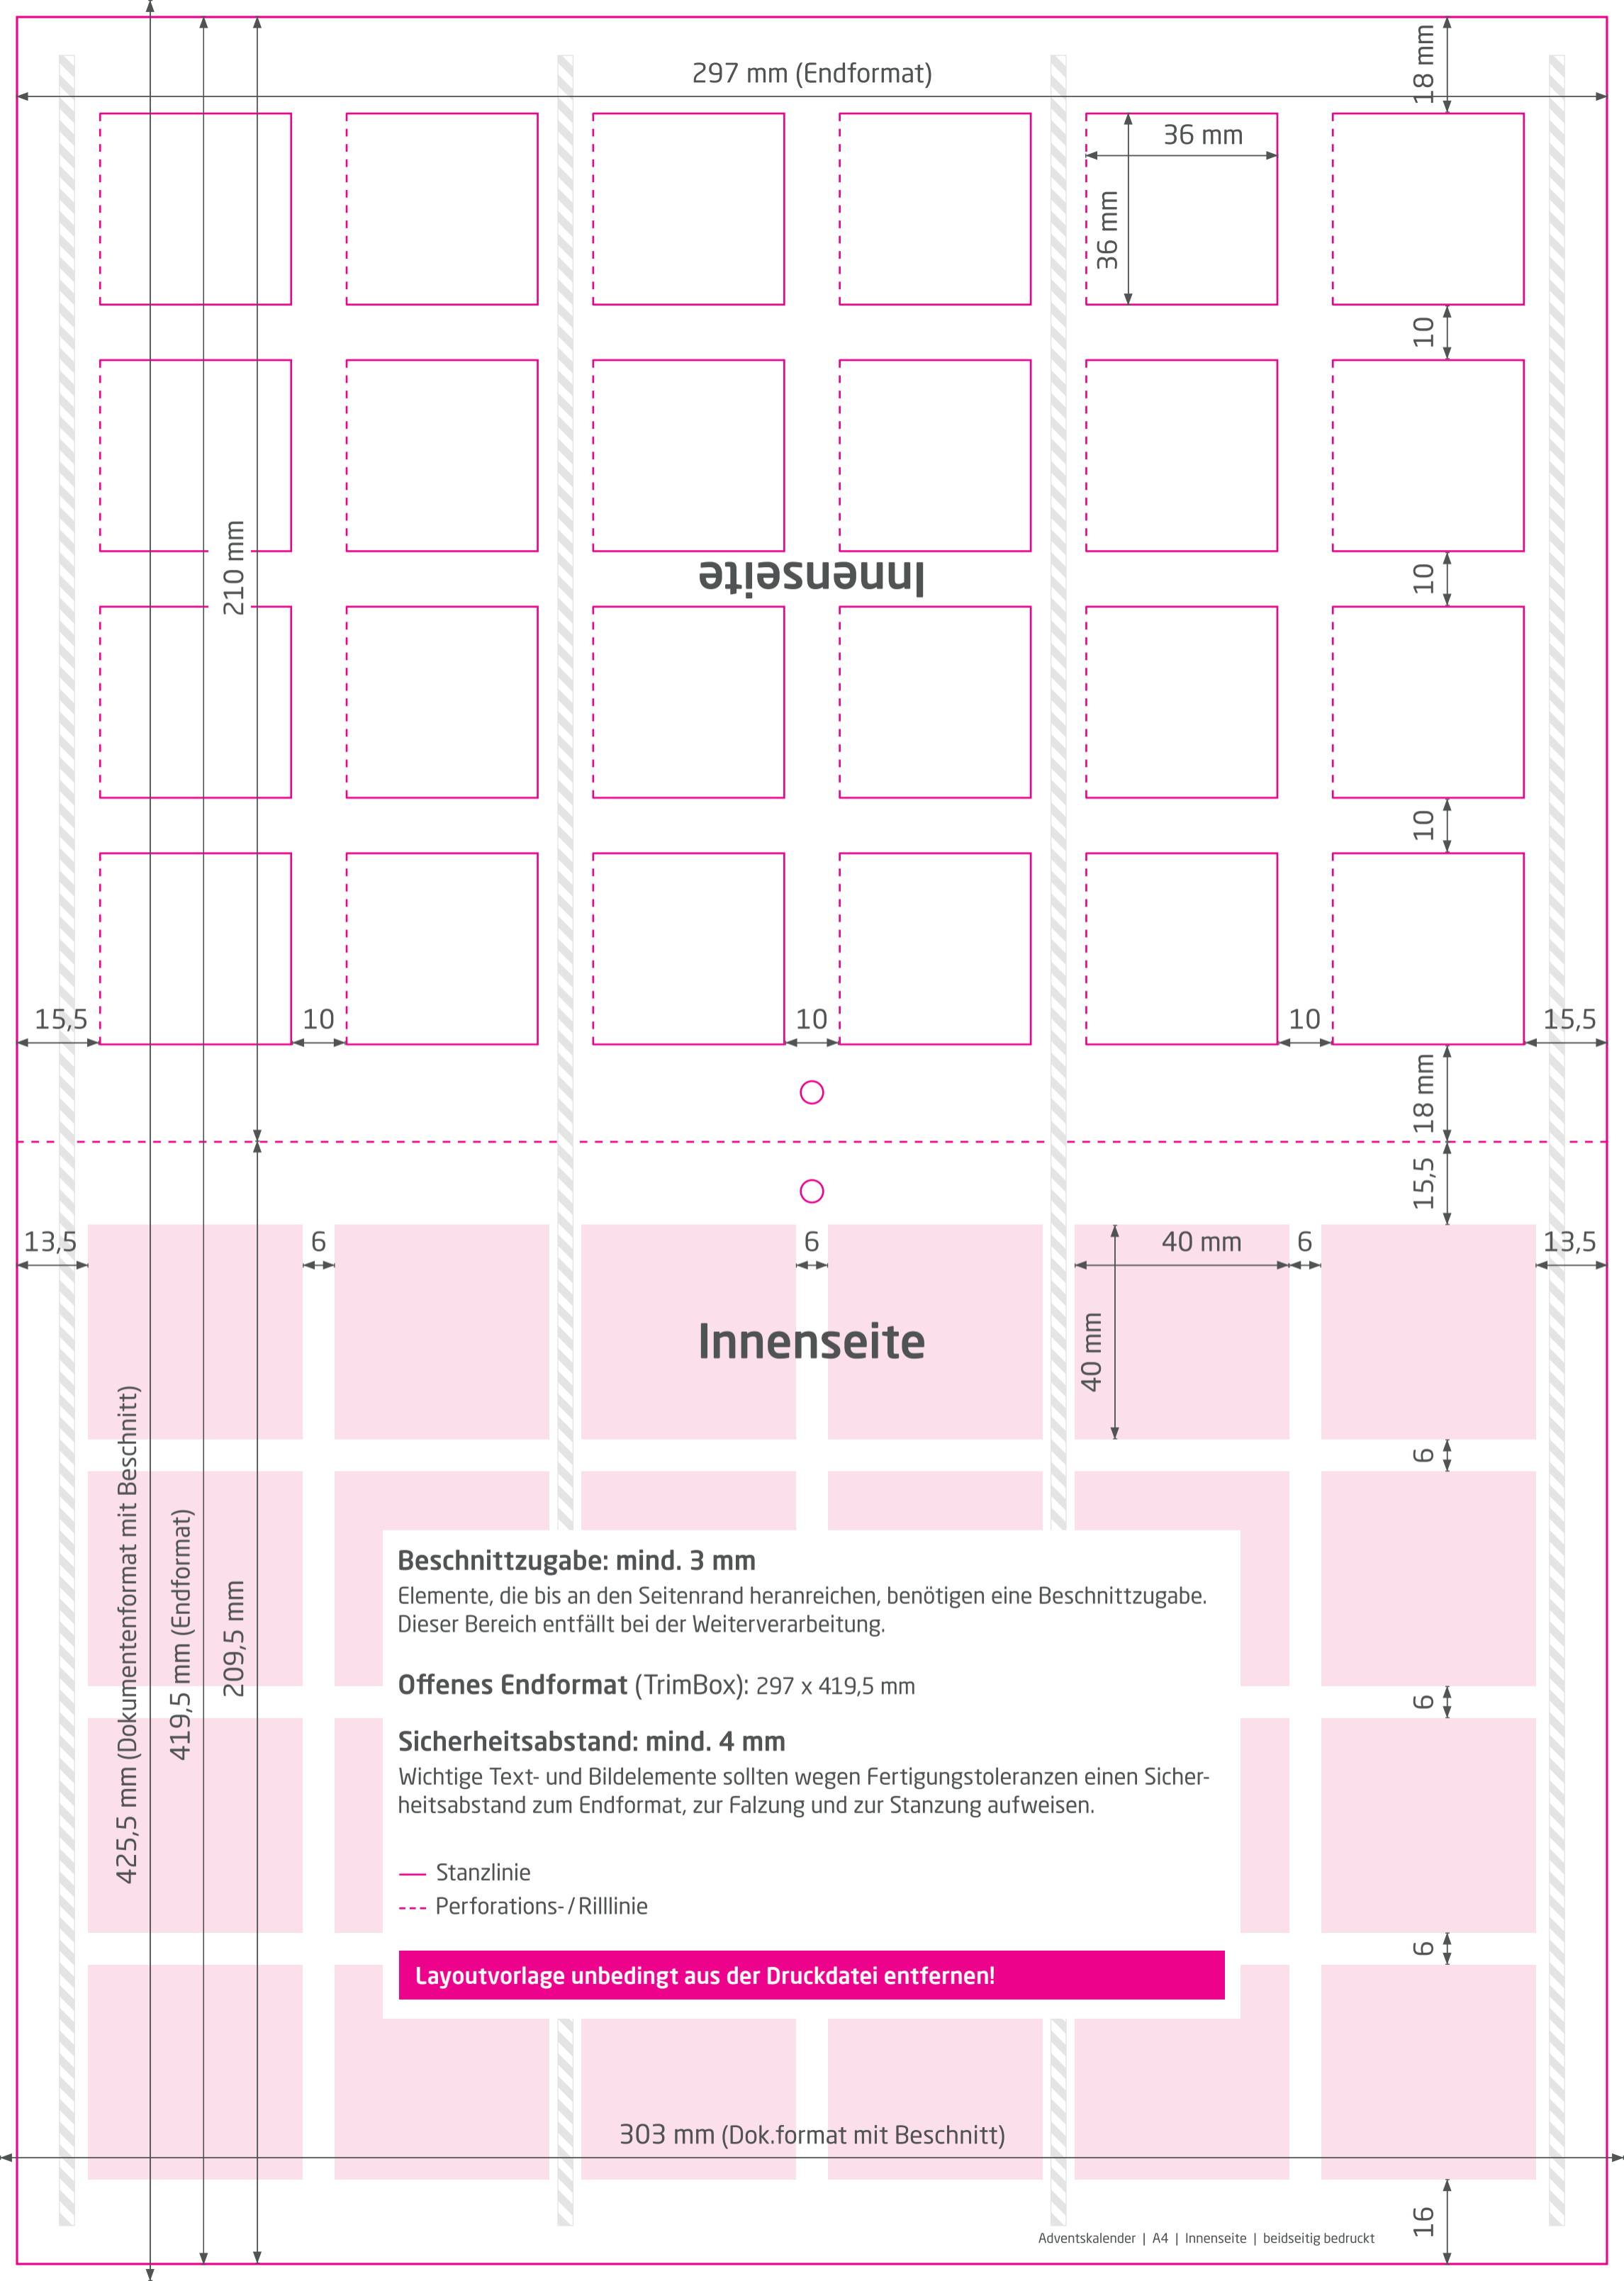 297 mm (Endformat)
18 mm
36 mm
36 mm
10
210 mm
Innenseite
10
10
15,5
10
10
10
15,5
18 mm
15,5
13,5
6
6
40 mm
6
13,5
40 mm
Innenseite
6
425,5 mm (Dokumentenformat mit Beschnitt)
419,5 mm (Endformat)
209,5 mm
Beschnittzugabe: mind. 3 mm
Elemente, die bis an den Seitenrand heranreichen, benötigen eine Beschnittzugabe.
Dieser Bereich entfällt bei der Weiterverarbeitung.
Offenes Endformat (TrimBox): 297 x 419,5 mm
6
Sicherheitsabstand: mind. 4 mm
Wichtige Text- und Bildelemente sollten wegen Fertigungstoleranzen einen Sicher-
heitsabstand zum Endformat, zur Falzung und zur Stanzung aufweisen.
Stanzlinie
Perforations- / Rilllinie
6
Layoutvorlage unbedingt aus der Druckdatei entfernen!
303 mm (Dok.format mit Beschnitt)
16
Adventskalender | A4 | Innenseite | beidseitig bedruckt